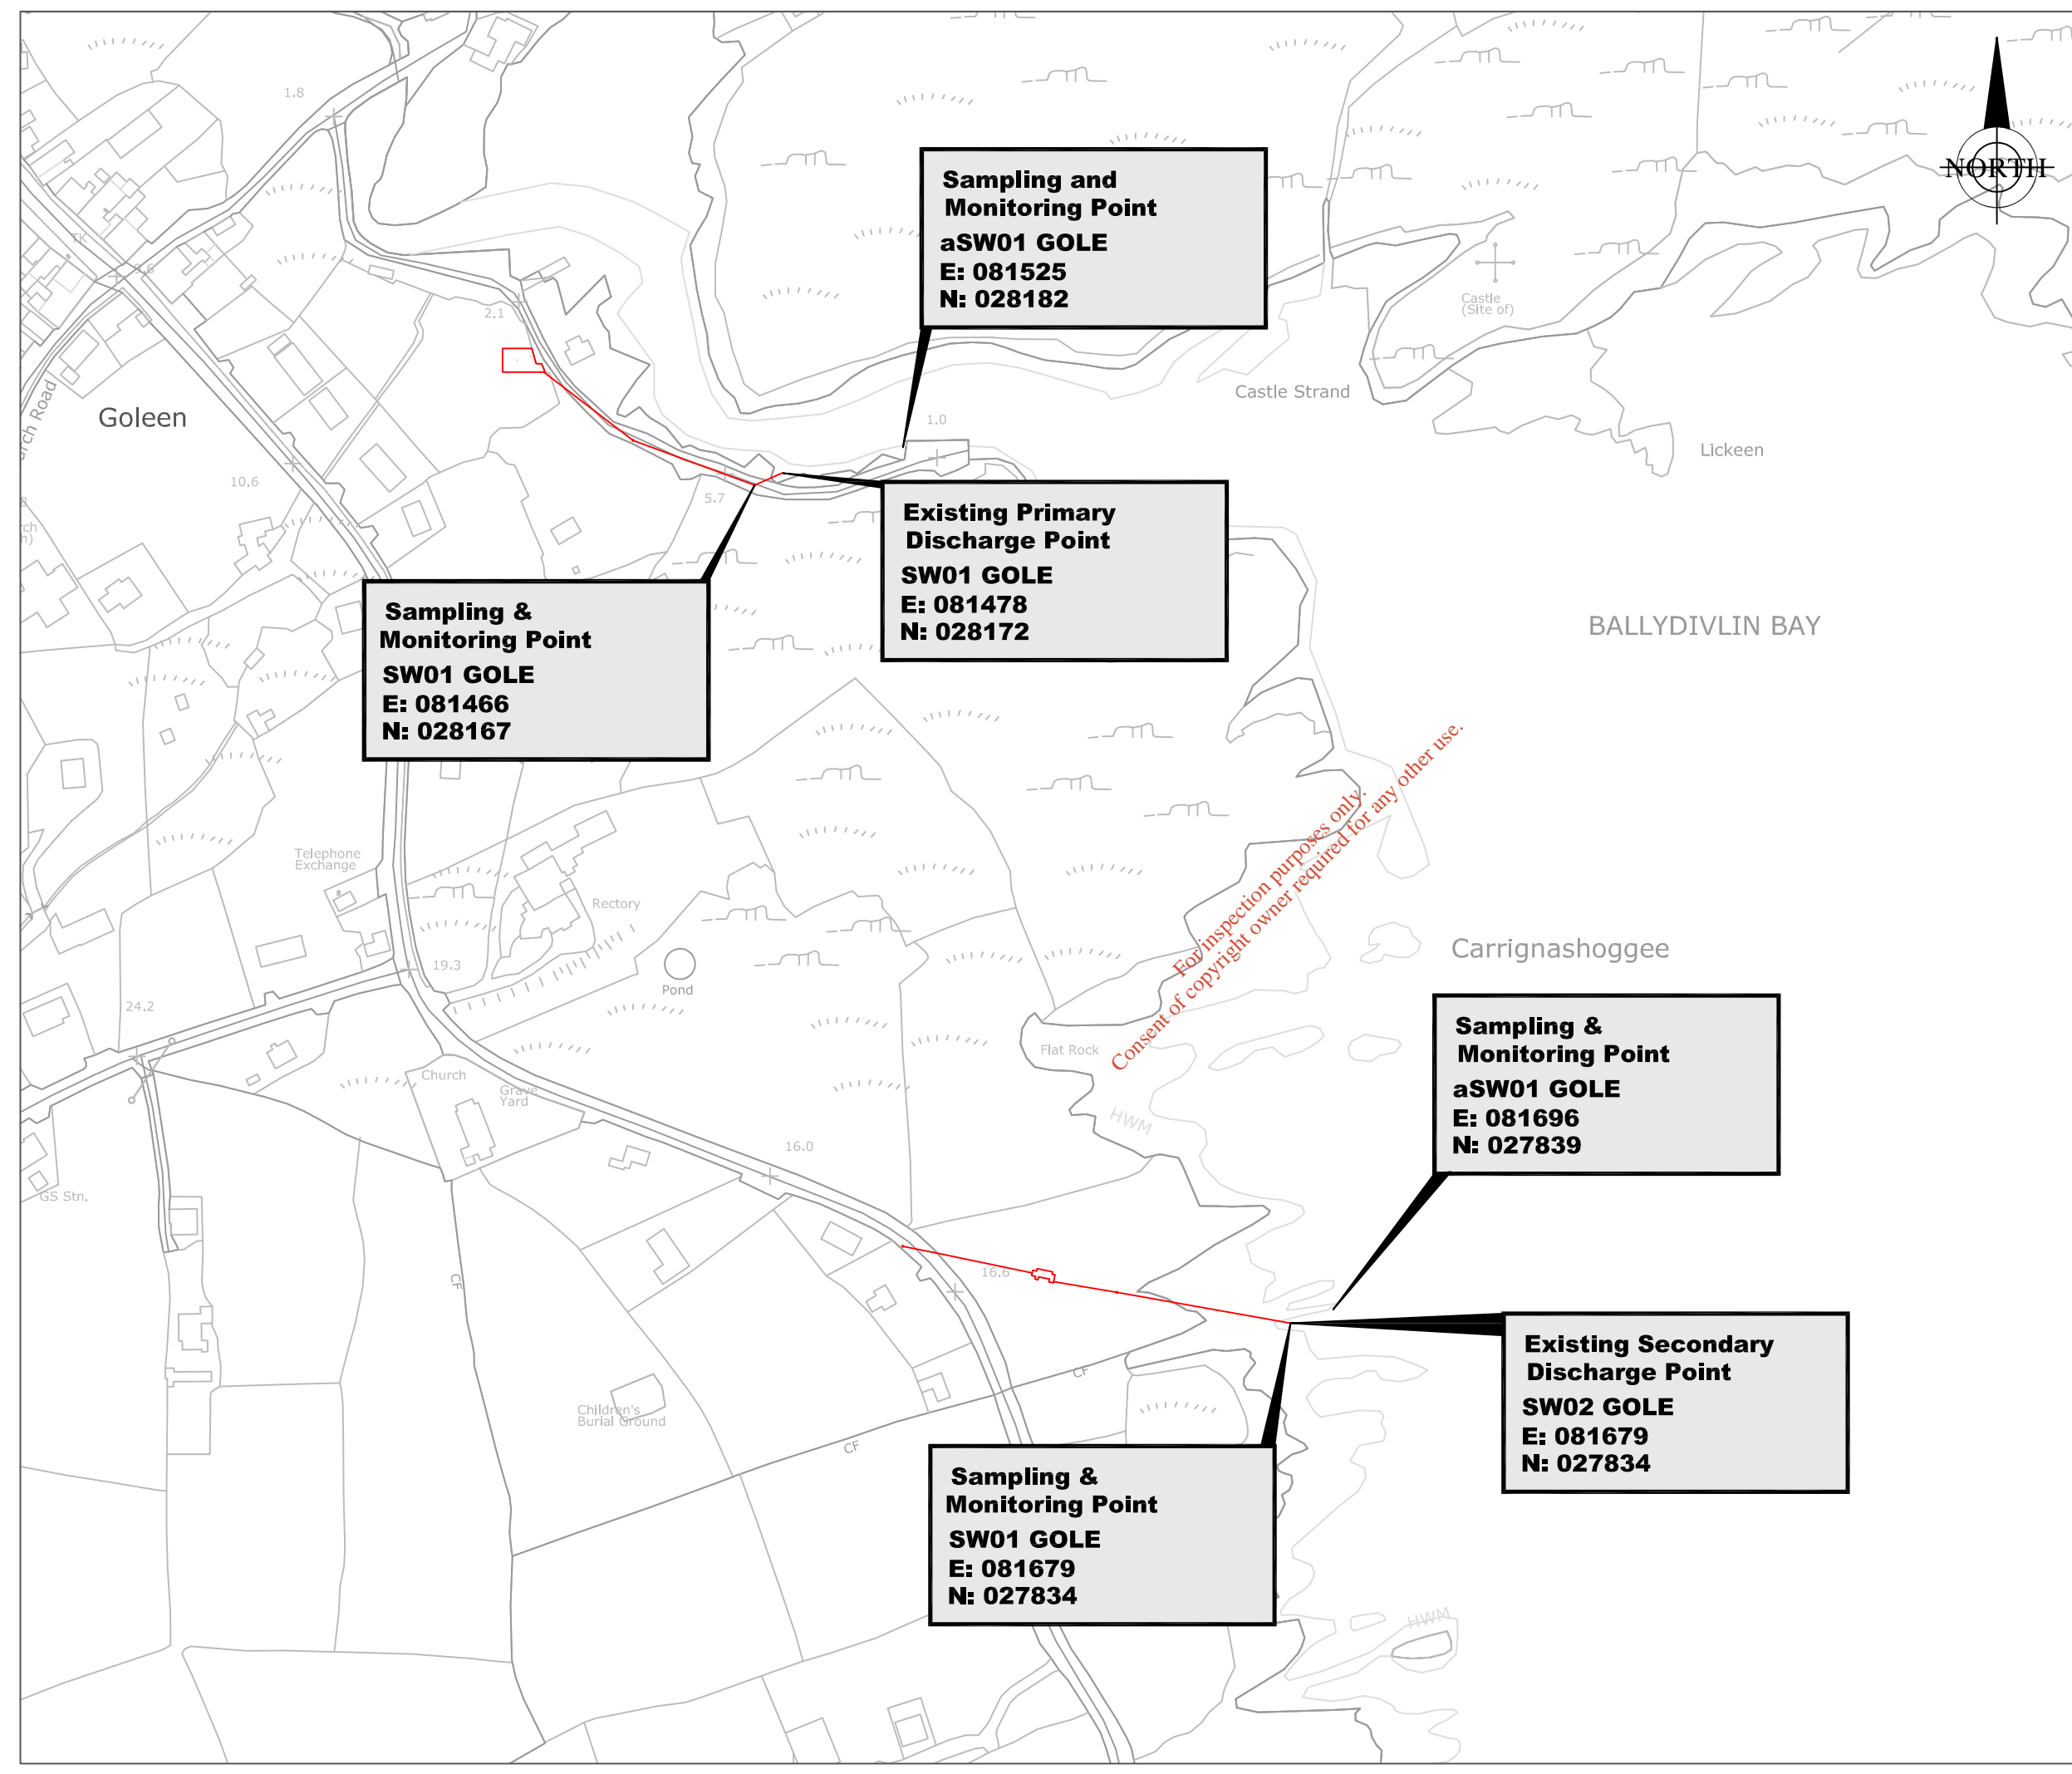 1.8
NORTH
Sampling and
Monitoring Point
aSW01 GOLE
E: 081525
N: 028182
TK
9.6
2.1
Castle
(Site of)
Castle Strand
Goleen
1.0
Lickeen
10.6
5.7
Existing Primary
Discharge Point
SW01 GOLE
E: 081478
N: 028172
Sampling &
Monitoring Point
SW01 GOLE
E: 081466
N: 028167
BALLYDIVLIN BAY
For inspection purposes only.
Consent of copyright owner required for any other use.
Telephone
Exchange
Rectory
19.3
Pond
24.2
Carrignashoggee
Flat Rock
Church
Grave
Yard
HWM
16.0
GS Stn.
Sampling &
Monitoring Point
aSW01 GOLE
E: 081696
N: 027839
CF
16.6
CF
Children's
Burial Ground
CF
Existing Secondary
Discharge Point
SW02 GOLE
E: 081679
N: 027834
Sampling &
Monitoring Point
SW01 GOLE
E: 081679
N: 027834
HWM